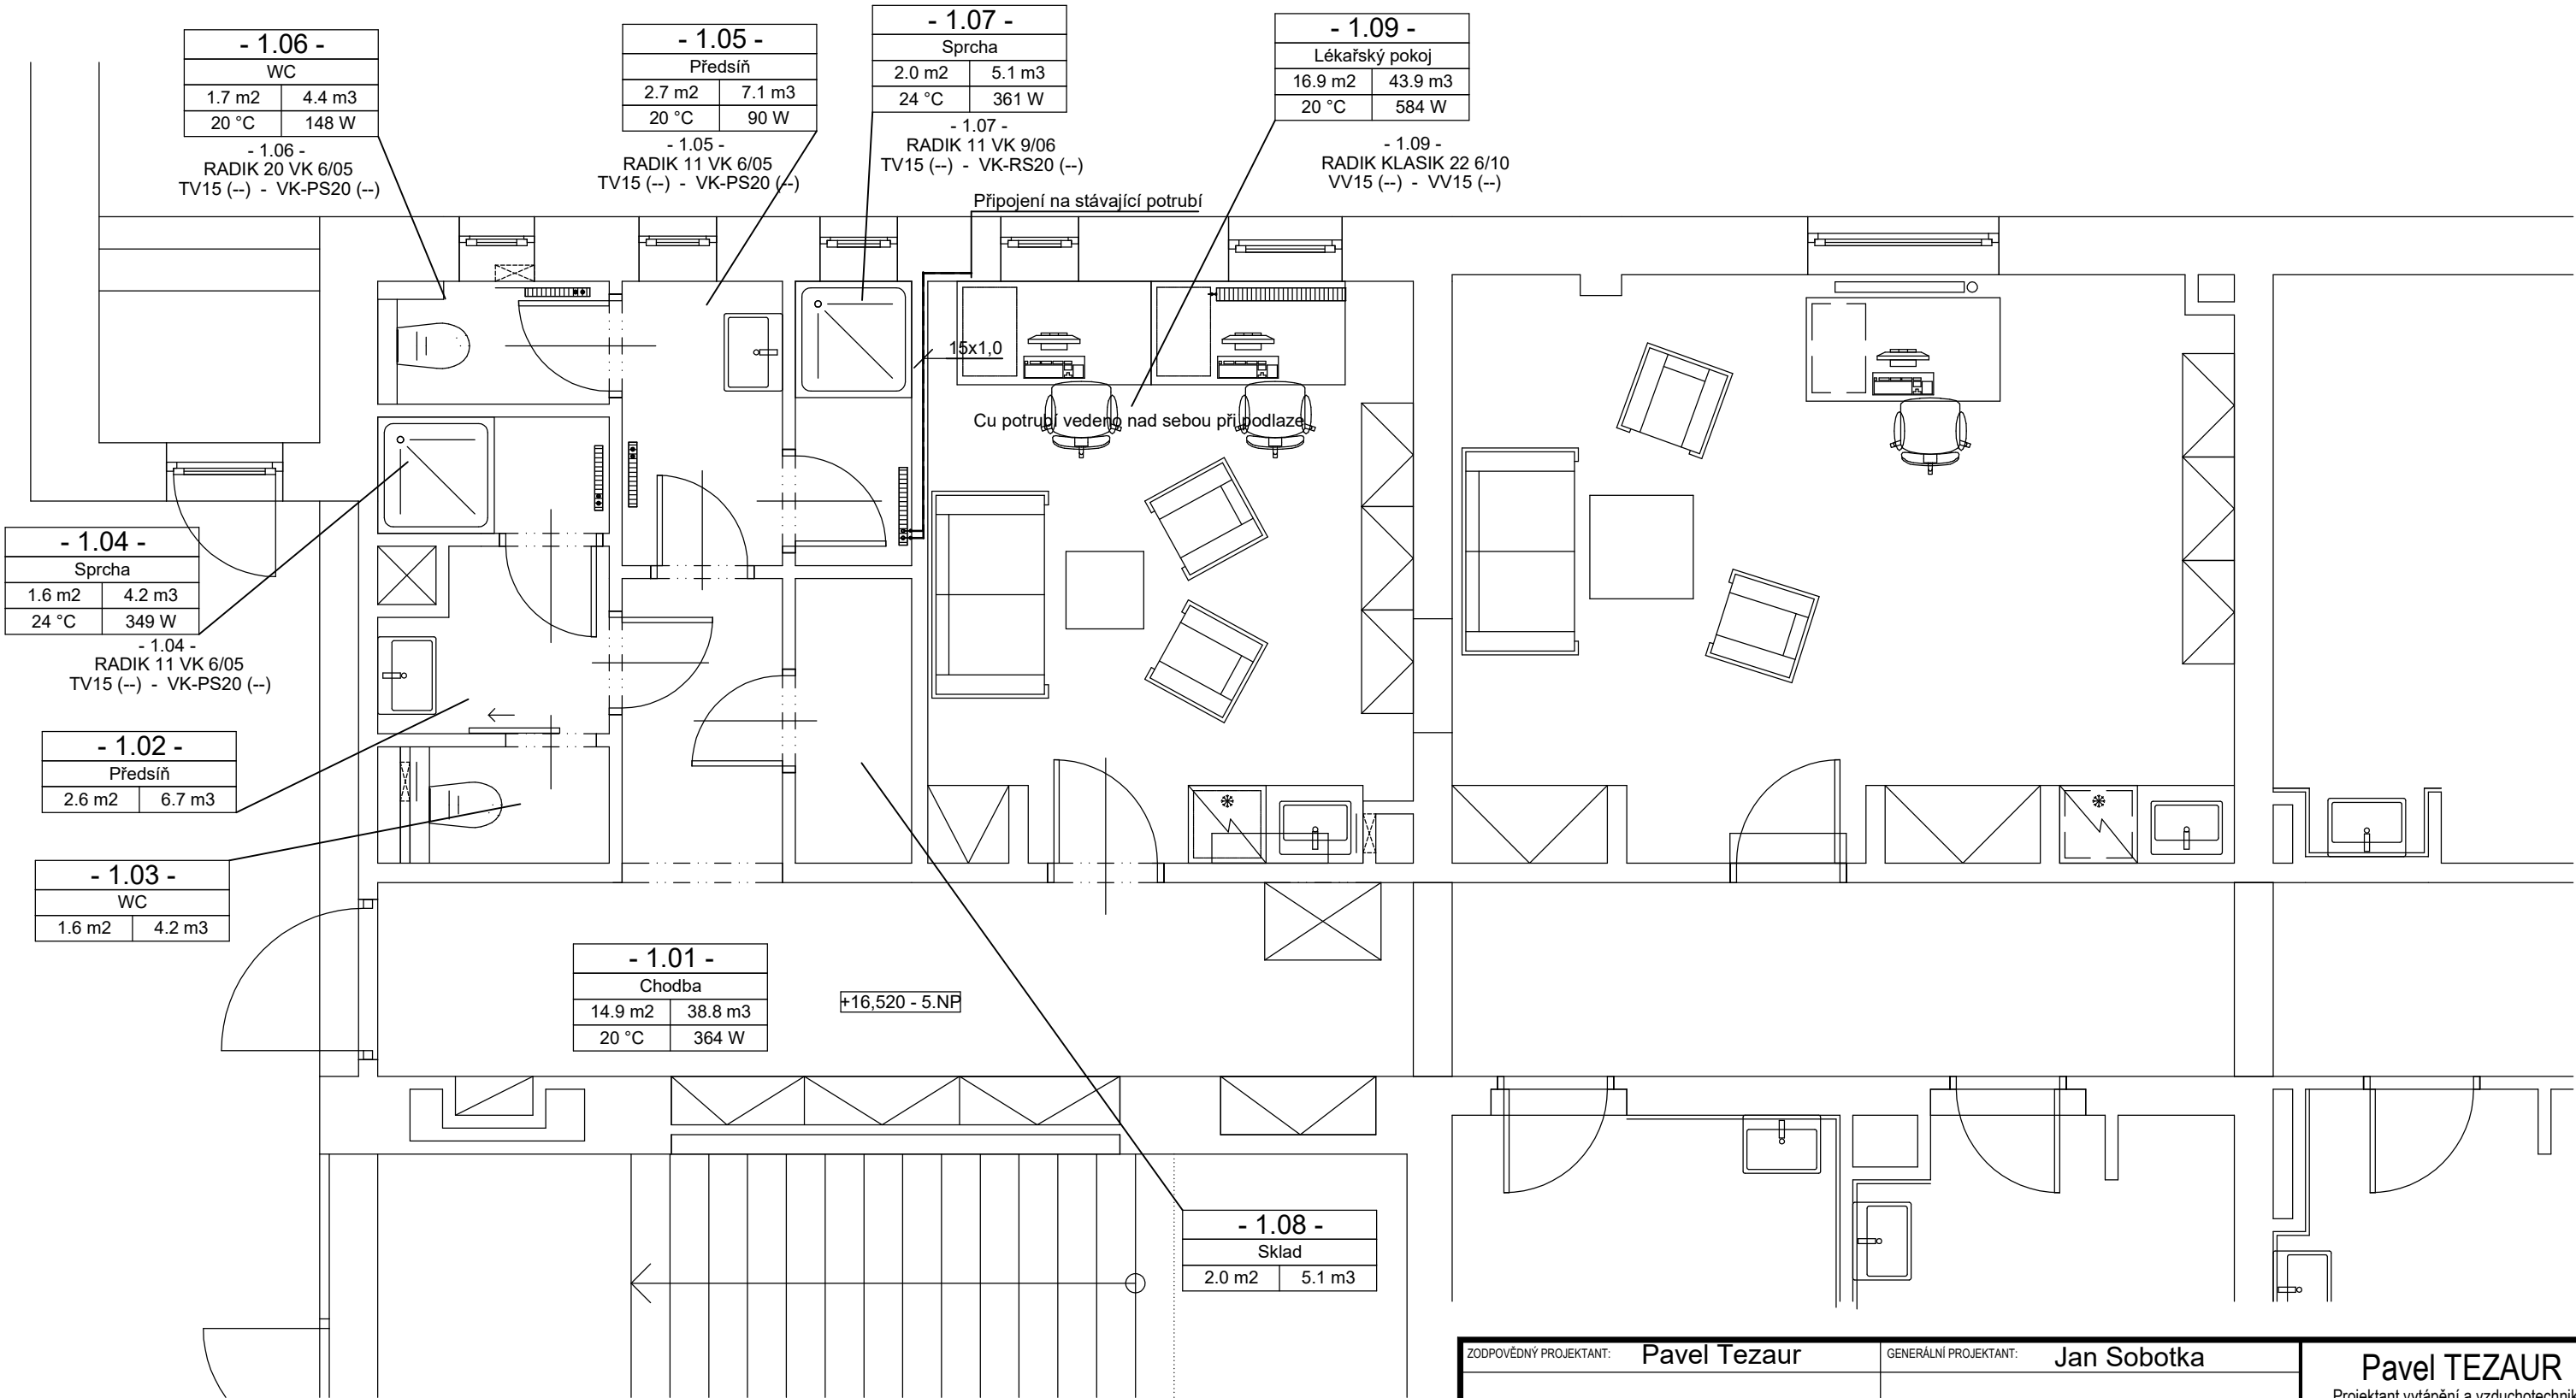 - 1.06 -
WC
1.7 m2 4.4 m3
20 °C 148 W
- 1.06 -
RADIK 20 VK 6/05
TV15 (--) - VK-PS20 (--)
- 1.05 -
Předsíň
2.7 m2 7.1 m3
20 °C 90 W
- 1.05 -
RADIK 11 VK 6/05
TV15 (--) - VK-PS20 (--)
- 1.07 -
Sprcha
2.0 m2 5.1 m3
24 °C 361 W
- 1.07 -
RADIK 11 VK 9/06
TV15 (--) - VK-RS20 (--)
- 1.09 -
Lékařský pokoj
16.9 m2 43.9 m3
20 °C 584 W
- 1.09 -
RADIK KLASIK 22 6/10
VV15 (--) - VV15 (--)
Připojení na stávající potrubí
15x1,0
Cu potrubí vedeno nad sebou při podlaze
- 1.04 -
Sprcha
1.6 m2 4.2 m3
24 °C 349 W
- 1.04 -
RADIK 11 VK 6/05
TV15 (--) - VK-PS20 (--)
- 1.02 -
Předsíň
2.6 m2 6.7 m3
- 1.03 -
WC
1.6 m2 4.2 m3
- 1.01 -
Chodba
14.9 m2 38.8 m3
20 °C 364 W
+16,520 - 5.NP
- 1.08 -
Sklad
2.0 m2 5.1 m3
ZODPOVĚDNÝ PROJEKTANT: Pavel Tezaur
GENERÁLNÍ PROJEKTANT: Jan Sobotka
Pavel TEZAUR
Projektant vytápění a vzduchotechnik